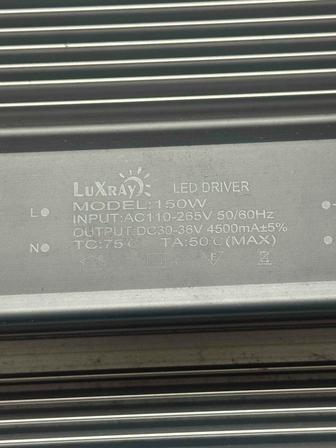 LUXRAY LED DRIVER
MODEL:150W
L
INPUT:AC110-265V 50/60Hz
OUTPUT:DC30-36V 4500mA±5%
N
TC:75℃ TA:50℃(MAX)